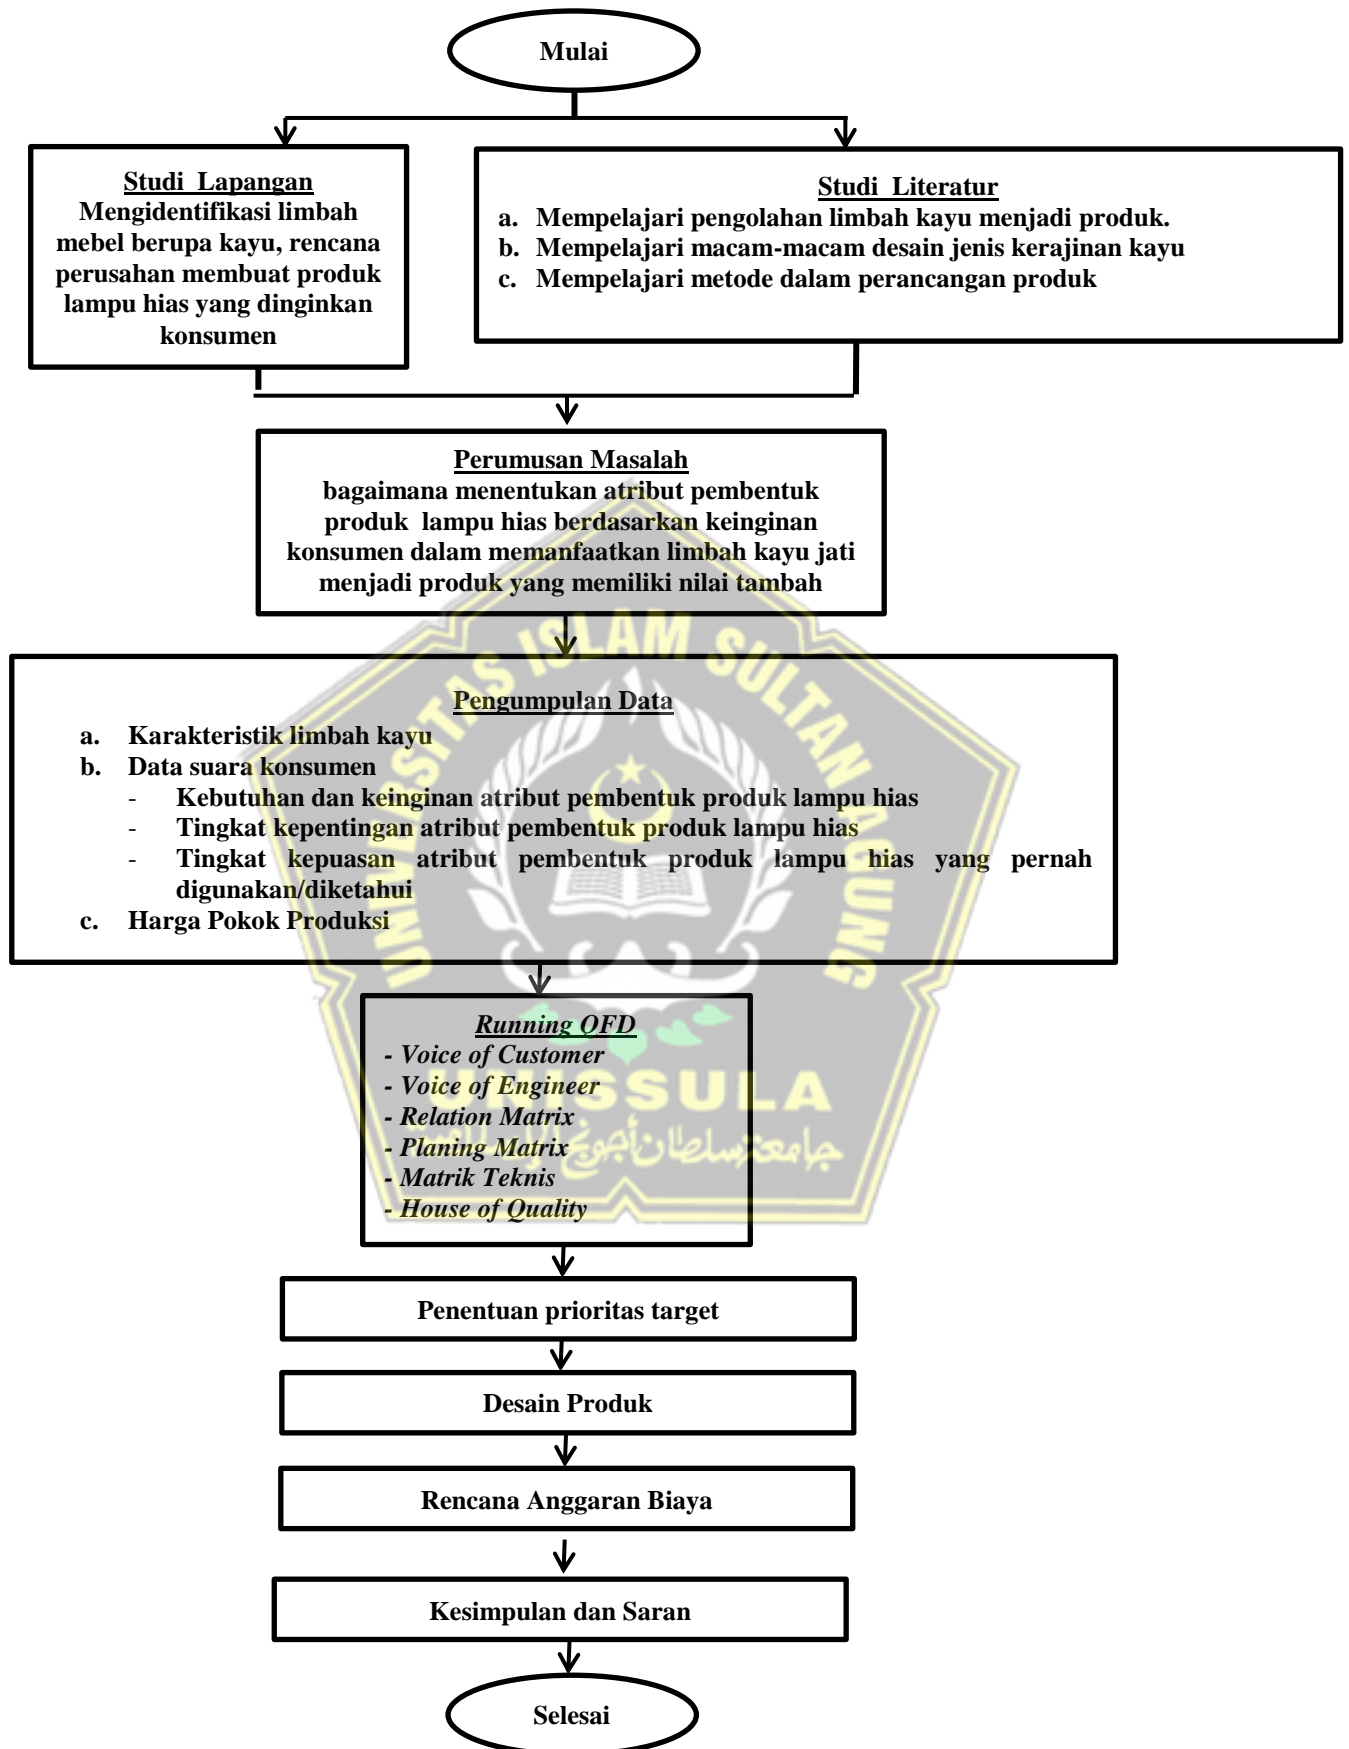 Mulai
Studi Lapangan
Mengidentifikasi limbah
mebel berupa kayu, rencana
perusahan membuat produk
lampu hias yang dinginkan
konsumen
Studi Literatur
a. Mempelajari pengolahan limbah kayu menjadi produk.
b. Mempelajari macam-macam desain jenis kerajinan kayu
c. Mempelajari metode dalam perancangan produk
Perumusan Masalah
bagaimana menentukan atribut pembentuk
produk lampu hias berdasarkan keinginan
konsumen dalam memanfaatkan limbah kayu jati
menjadi produk yang memiliki nilai tambah
Pengumpulan Data
a. Karakteristik limbah kayu
b. Data suara konsumen
- Kebutuhan dan keinginan atribut pembentuk produk lampu hias
- Tingkat kepentingan atribut pembentuk produk lampu hias
- Tingkat kepuasan atribut pembentuk produk lampu hias yang pernah
digunakan/diketahui
c. Harga Pokok Produksi
UNIVERSITAS ISLAM SULTAN AGUNG
Running QFD
- Voice of Customer
- Voice of Engineer
- Relation Matrix
- Planing Matrix
- Matrik Teknis
- House of Quality
UNISSULA
جامعة سلطان أجونج الإسلامية
Penentuan prioritas target
Desain Produk
Rencana Anggaran Biaya
Kesimpulan dan Saran
Selesai